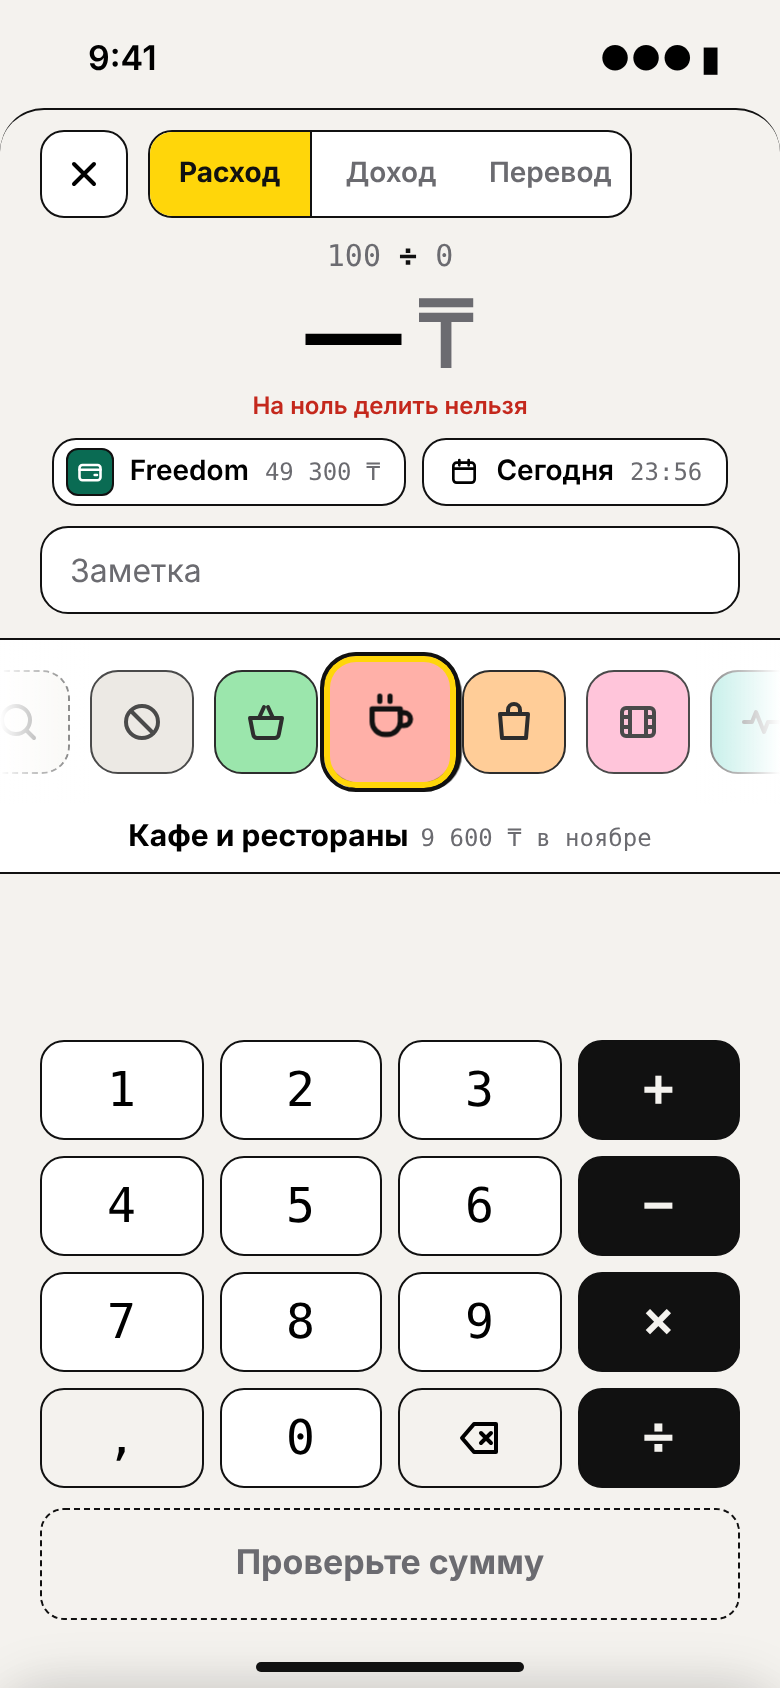 9:41
Расход Доход Перевод
100 ÷ 0
— ₸
На ноль делить нельзя
Freedom 49 300 ₸ Сегодня 23:56
Заметка
Кафе и рестораны 9 600 ₸ в ноябре
1 2 3 +
4 5 6 −
7 8 9 ×
, 0 ÷
Проверьте сумму